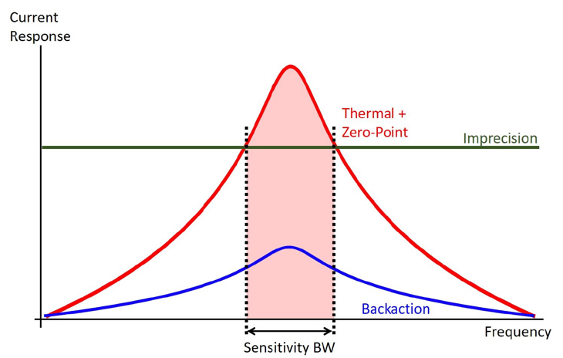 Current
Response
Thermal +
Zero-Point
Imprecision
Backaction
Frequency
Sensitivity BW